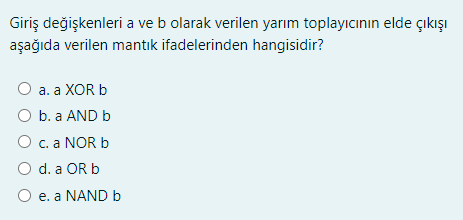 Giriş değişkenleri a ve b olarak verilen yarım toplayıcının elde çıkışı
aşağıda verilen mantık ifadelerinden hangisidir?
a. a XOR b
b. a AND b
c. a NOR b
d. a OR b
e. a NAND b